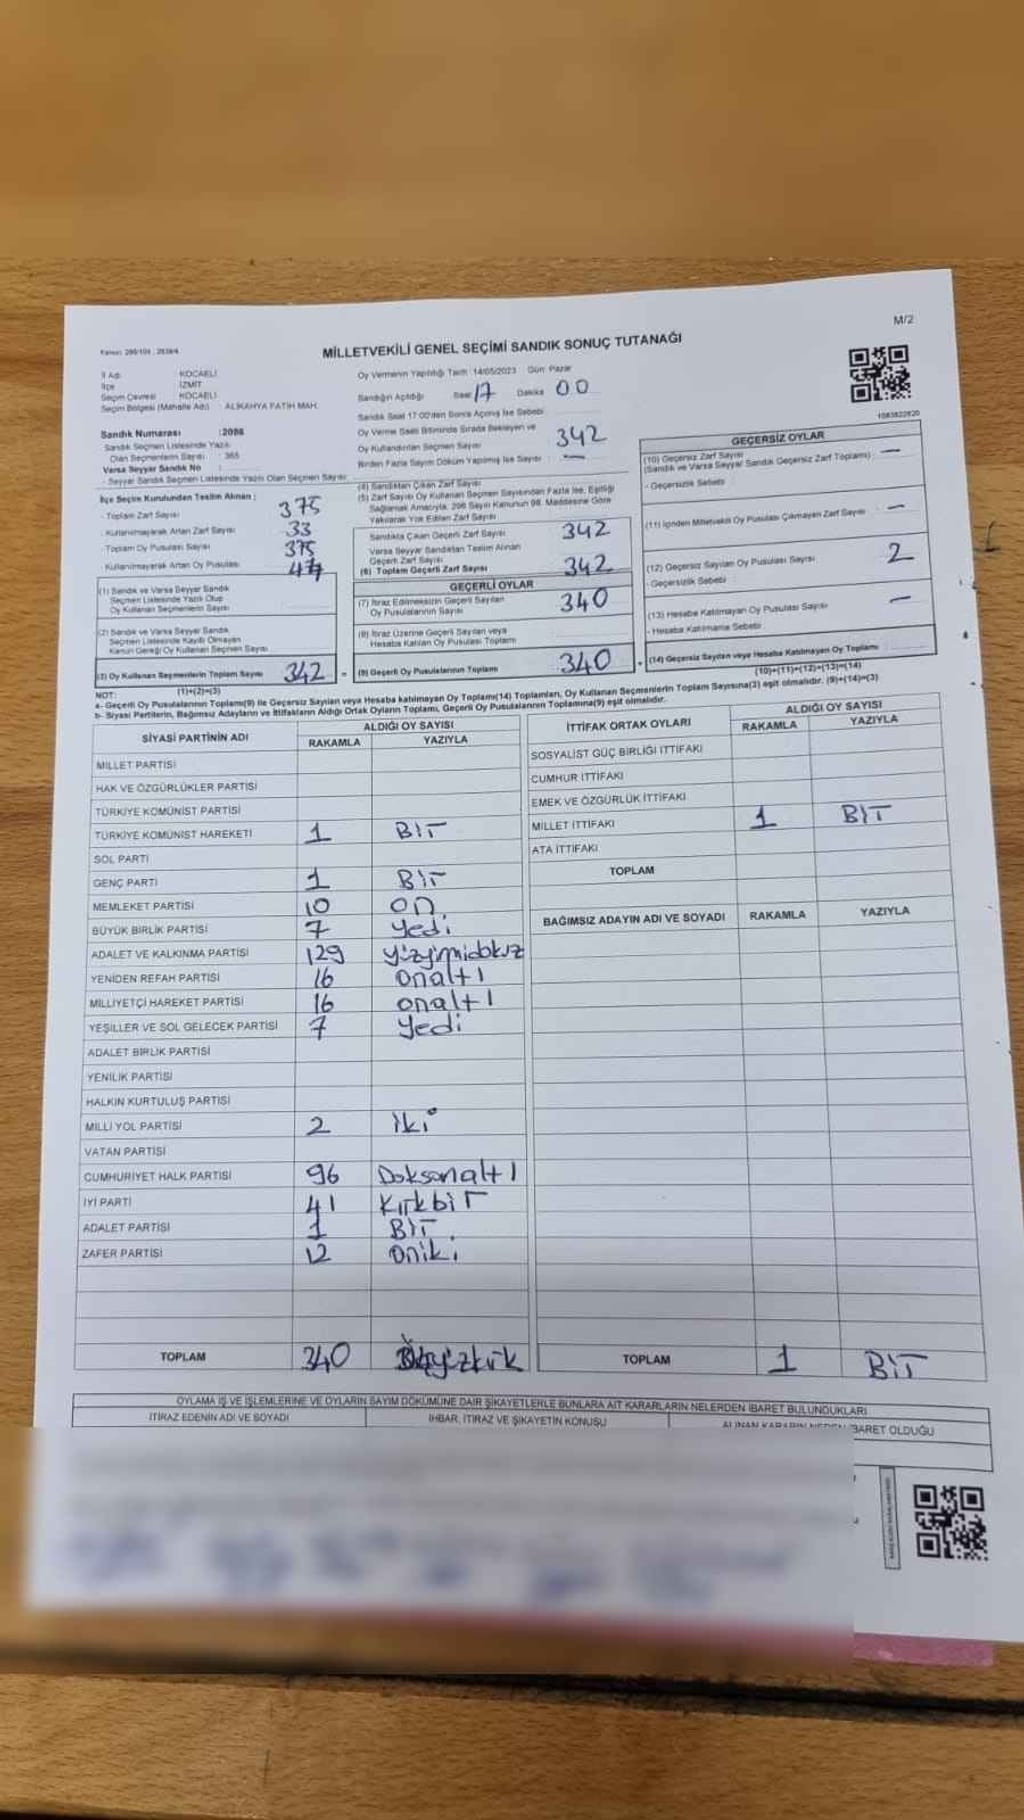 M/2
MİLLETVEKİLİ GENEL SEÇİMİ SANDIK SONUÇ TUTANAĞI
İl Adı : KOCAELİ
İlçe : İZMİT
Seçim Çevresi : KOCAELİ
Seçim Bölgesi (Mahalle Adı) : ALİKAHYA FATİH MAH.
Sandık Numarası :2086
Sandık Seçmen Listesinde Yazılı
Olan Seçmenlerin Sayısı : 365
Varsa Seyyar Sandık No :
- Seyyar Sandık Seçmen Listesinde Yazılı Olan Seçmen Sayısı
Oy Vermenin Yapıldığı Tarih 14/05/2023 Gün Pazar
Sandığın Açıldığı Saat 17 Dakika 00
Sandık Saat 17:00'den Sonra Açılmış İse Sebebi
Oy Verme Saati Bitiminde Sırada Bekleyen ve
Oy Kullandırılan Seçmen Sayısı 342
Birden Fazla Sayım Döküm Yapılmış İse Sayısı : —
1083822820
İlçe Seçim Kurulundan Teslim Alınan ;
- Toplam Zarf Sayısı 375
- Kullanılmayarak Artan Zarf Sayısı 33
- Toplam Oy Pusulası Sayısı 375
- Kullanılmayarak Artan Oy Pusulası
(1) Sandık ve Varsa Seyyar Sandık
Seçmen Listesinde Yazılı Olup
Oy Kullanan Seçmenlerin Sayısı
(2) Sandık ve Varsa Seyyar Sandık
Seçmen Listesinde Kayıtlı Olmayan
Kanun Gereği Oy Kullanan Seçmen Sayısı
(3) Oy Kullanan Seçmenlerin Toplam Sayısı 342
(1)+(2)=(3)
(4) Sandıktan Çıkan Zarf Sayısı
(5) Zarf Sayısı Oy Kullanan Seçmen Sayısından Fazla İse, Eşitliği
Sağlamak Amacıyla, 298 Sayılı Kanunun 98. Maddesine Göre
Yakılarak Yok Edilen Zarf Sayısı
Sandıkta Çıkan Geçerli Zarf Sayısı 342
Varsa Seyyar Sandıktan Teslim Alınan
Geçerli Zarf Sayısı
(6) Toplam Geçerli Zarf Sayısı 342
GEÇERLİ OYLAR
(7) İtiraz Edilmeksizin Geçerli Sayılan
Oy Pusulalarının Sayısı 340
(8) İtiraz Üzerine Geçerli Sayılan veya
Hesaba Katılan Oy Pusulası Toplamı
(9) Geçerli Oy Pusulalarının Toplamı 340
GEÇERSİZ OYLAR
(10) Geçersiz Zarf Sayısı —
(Sandık ve Varsa Seyyar Sandık Geçersiz Zarf Toplamı)
- Geçersizlik Sebebi
(11) İçinden Milletvekili Oy Pusulası Çıkmayan Zarf Sayısı —
(12) Geçersiz Sayılan Oy Pusulası Sayısı 2
- Geçersizlik Sebebi
(13) Hesaba Katılmayan Oy Pusulası Sayısı —
- Hesaba Katılmama Sebebi
(14) Geçersiz Sayılan veya Hesaba Katılmayan Oy Toplamı
(10)+(11)+(12)+(13)=(14)
NOT:
a- Geçerli Oy Pusulaları Toplamı(9) ile Geçersiz Sayılan veya Hesaba katılmayan Oy Toplamı(14) Toplamları, Oy Kullanan Seçmenlerin Toplam Sayısına(3) eşit olmalıdır. (9)+(14)=(3)
b- Siyasi Partilerin, Bağımsız Adayların ve İttifakların Aldığı Ortak Oyların Toplamı, Geçerli Oy Pusulalarının Toplamına(9) eşit olmalıdır.
SİYASİ PARTİNİN ADI ALDIĞI OY SAYISI
RAKAMLA YAZIYLA
MİLLET PARTİSİ
HAK VE ÖZGÜRLÜKLER PARTİSİ
TÜRKİYE KOMÜNİST PARTİSİ
TÜRKİYE KOMÜNİST HAREKETİ 1 Bir
SOL PARTİ
GENÇ PARTİ 1 Bir
MEMLEKET PARTİSİ 10 on
BÜYÜK BİRLİK PARTİSİ 7 yedi
ADALET VE KALKINMA PARTİSİ 129 yüzyirmidokuz
YENİDEN REFAH PARTİSİ 16 onaltı
MİLLİYETÇİ HAREKET PARTİSİ 16 onaltı
YEŞİLLER VE SOL GELECEK PARTİSİ 7 yedi
ADALET BİRLİK PARTİSİ
YENİLİK PARTİSİ
HALKIN KURTULUŞ PARTİSİ
MİLLİ YOL PARTİSİ 2 iki
VATAN PARTİSİ
CUMHURİYET HALK PARTİSİ 96 Doksanaltı
İYİ PARTİ 41 Kırkbir
ADALET PARTİSİ 1 Bir
ZAFER PARTİSİ 12 oniki
TOPLAM 340
İTTİFAK ORTAK OYLARI ALDIĞI OY SAYISI
RAKAMLA YAZIYLA
SOSYALİST GÜÇ BİRLİĞİ İTTİFAKI
CUMHUR İTTİFAKI
EMEK VE ÖZGÜRLÜK İTTİFAKI
MİLLET İTTİFAKI 1 Bir
ATA İTTİFAKI
TOPLAM
BAĞIMSIZ ADAYIN ADI VE SOYADI RAKAMLA YAZIYLA
TOPLAM 1 Bir
OYLAMA İŞ VE İŞLEMLERİNE VE OYLARIN SAYIM DÖKÜMÜNE DAİR ŞİKAYETLERLE BUNLARA AİT KARARLARIN NELERDEN İBARET BULUNDUKLARI
İTİRAZ EDENİN ADI VE SOYADI İHBAR, İTİRAZ VE ŞİKAYETİN KONUSU ALINAN KARARIN NEDEN İBARET OLDUĞU